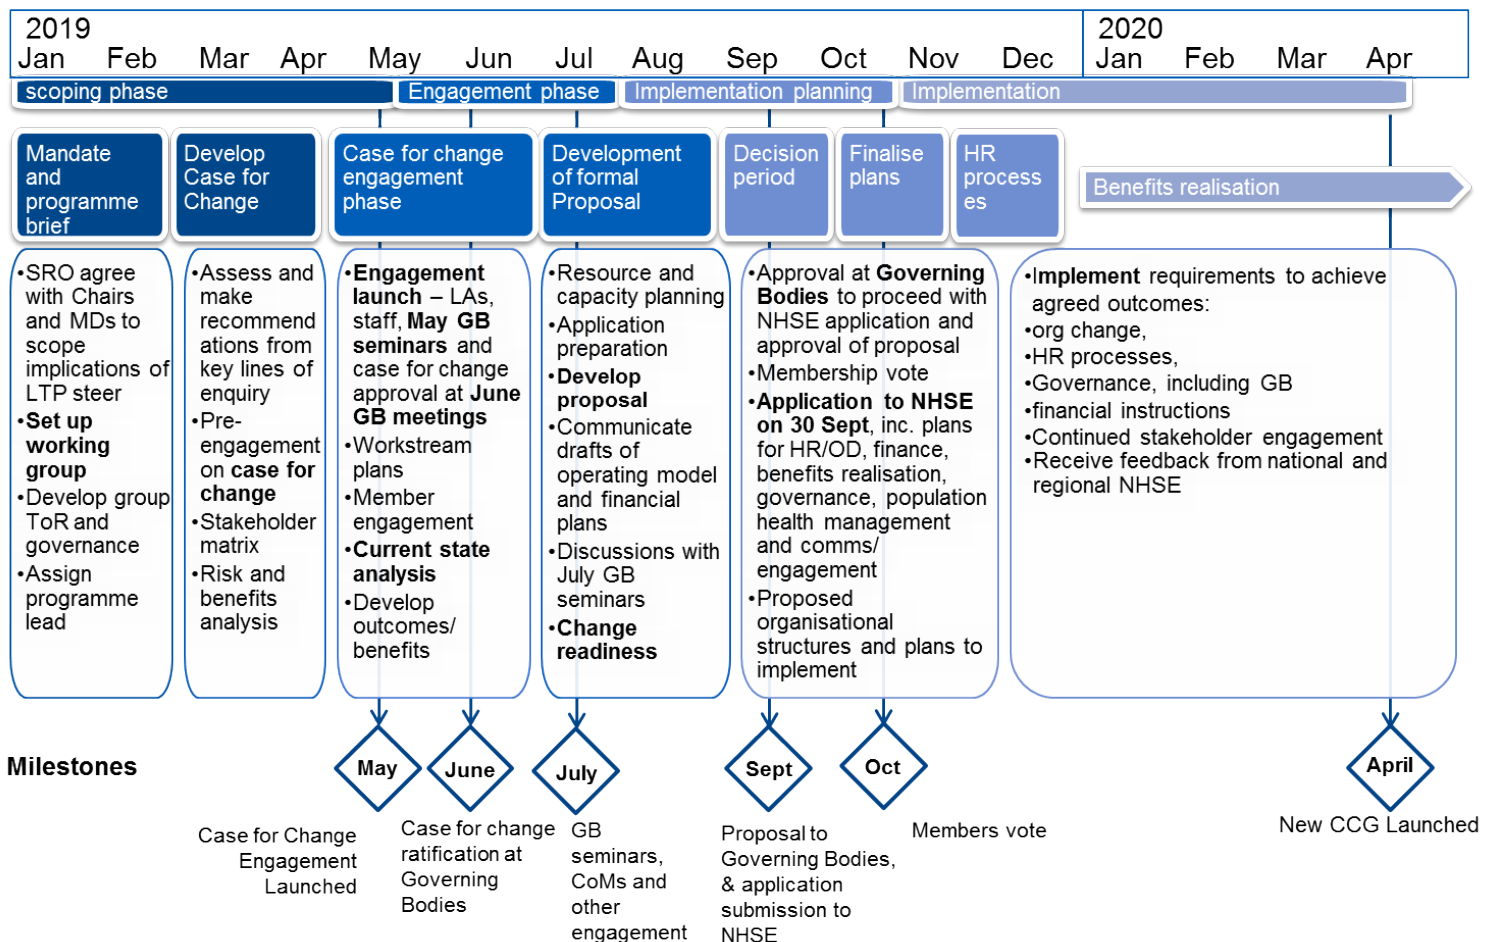 2019
2020
Jan Feb Mar Apr May Jun Jul Aug Sep Oct Nov Dec Jan Feb Mar Apr
scoping phase
Engagement phase
Implementation planning
Implementation
Mandate
and
programme
brief
Develop
Case for
Change
Case for change
engagement
phase
Development
of formal
Proposal
Decision
period
Finalise
plans
HR
process
es
Benefits realisation
•SRO agree
with Chairs
and MDs to
scope
implications of
LTP steer
•Set up
working
group
•Develop group
ToR and
governance
•Assign
programme
lead
•Assess and
make
recommend
ations from
key lines of
enquiry
•Pre-
engagement
on case for
change
•Stakeholder
matrix
•Risk and
benefits
analysis
•Engagement
launch – LAs,
staff, May GB
seminars and
case for change
approval at June
GB meetings
•Workstream
plans
•Member
engagement
•Current state
analysis
•Develop
outcomes/
benefits
•Resource and
capacity planning
•Application
preparation
•Develop
proposal
•Communicate
drafts of
operating model
and financial
plans
•Discussions with
July GB
seminars
•Change
readiness
•Approval at Governing
Bodies to proceed with
NHSE application and
approval of proposal
•Membership vote
•Application to NHSE
on 30 Sept, inc. plans
for HR/OD, finance,
benefits realisation,
governance, population
health management
and comms/
engagement
•Proposed
organisational
structures and plans to
implement
•Implement requirements to achieve
agreed outcomes:
•org change,
•HR processes,
•Governance, including GB
•financial instructions
•Continued stakeholder engagement
•Receive feedback from national and
regional NHSE
Milestones
May
June
July
Sept
Oct
April
Case for Change
Engagement
Launched
Case for change
ratification at
Governing
Bodies
GB
seminars,
CoMs and
other
engagement
Proposal to
Governing Bodies,
& application
submission to
NHSE
Members vote
New CCG Launched